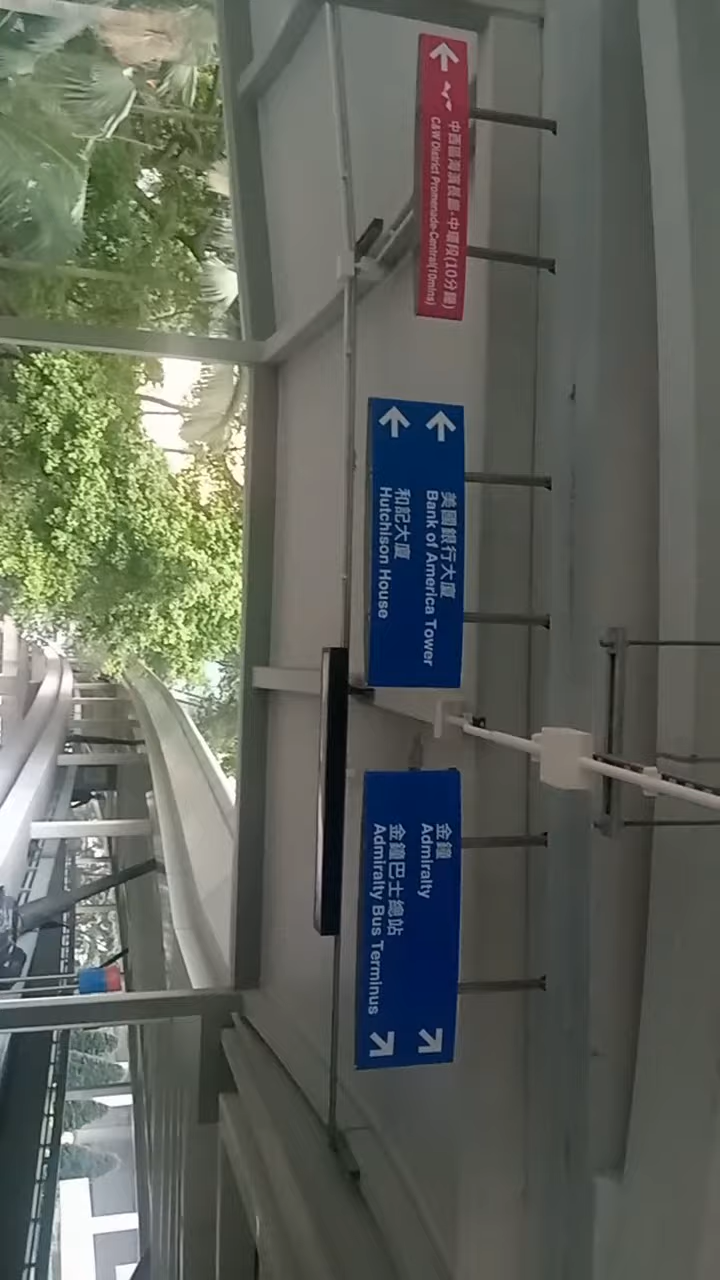 中西區海濱長廊-中環段(10分鐘)
C&W District Promenade-Central(10mins)
美國銀行大廈
Bank of America Tower
和記大廈
Hutchison House
金鐘
Admiralty
金鐘巴士總站
Admiralty Bus Terminus